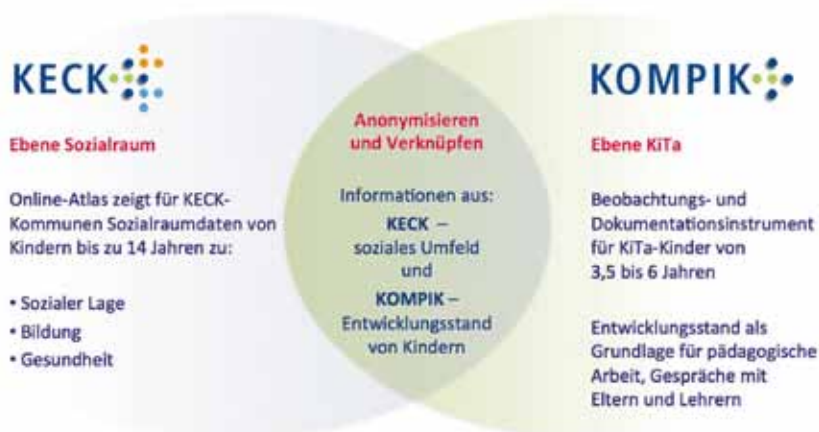 KECK
Ebene Sozialraum
Online-Atlas zeigt für KECK-
Kommunen Sozialraumdaten von
Kindern bis zu 14 Jahren zu:
• Sozialer Lage
• Bildung
• Gesundheit
Anonymisieren
und Verknüpfen
Informationen aus:
KECK –
soziales Umfeld
und
KOMPIK –
Entwicklungsstand
von Kindern
KOMPIK
Ebene KiTa
Beobachtungs- und
Dokumentationsinstrument
für KiTa-Kinder von
3,5 bis 6 Jahren
Entwicklungsstand als
Grundlage für pädagogische
Arbeit, Gespräche mit
Eltern und Lehrern